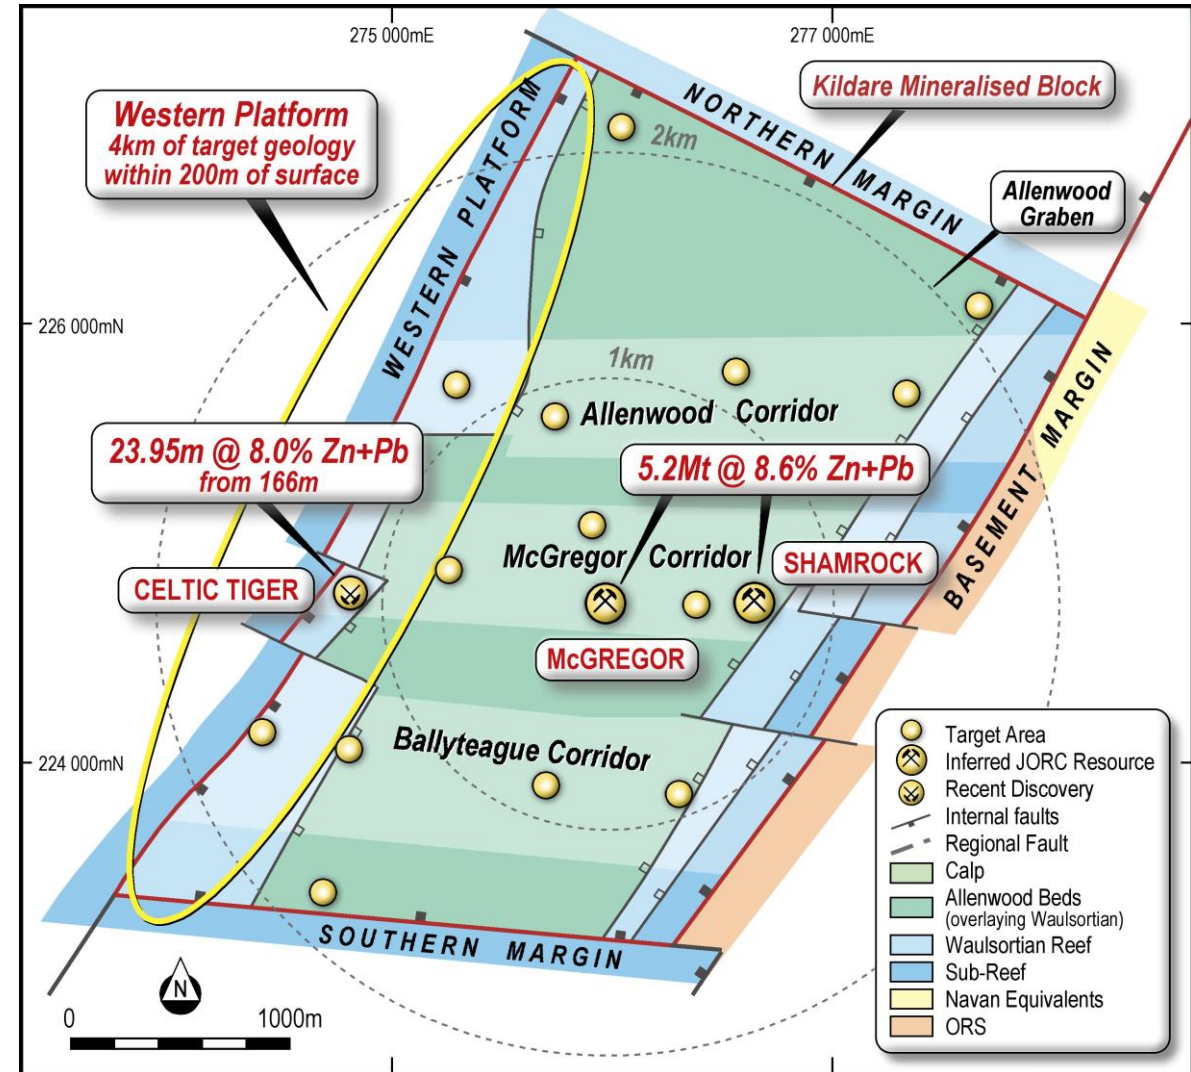 275 000mE
277 000mE
Western Platform
4km of target geology
within 200m of surface
Kildare Mineralised Block
NORTHERN MARGIN
WESTERN PLATFORM
2km
Allenwood
Graben
226 000mN
1km
Allenwood Corridor
BASEMENT MARGIN
23.95m @ 8.0% Zn+Pb
from 166m
5.2Mt @ 8.6% Zn+Pb
McGregor Corridor
SHAMROCK
CELTIC TIGER
McGREGOR
Ballyteague Corridor
224 000mN
SOUTHERN MARGIN
N
0
1000m
Target Area
Inferred JORC Resource
Recent Discovery
Internal faults
Regional Fault
Calp
Allenwood Beds
(overlaying Waulsortian)
Waulsortian Reef
Sub-Reef
Navan Equivalents
ORS